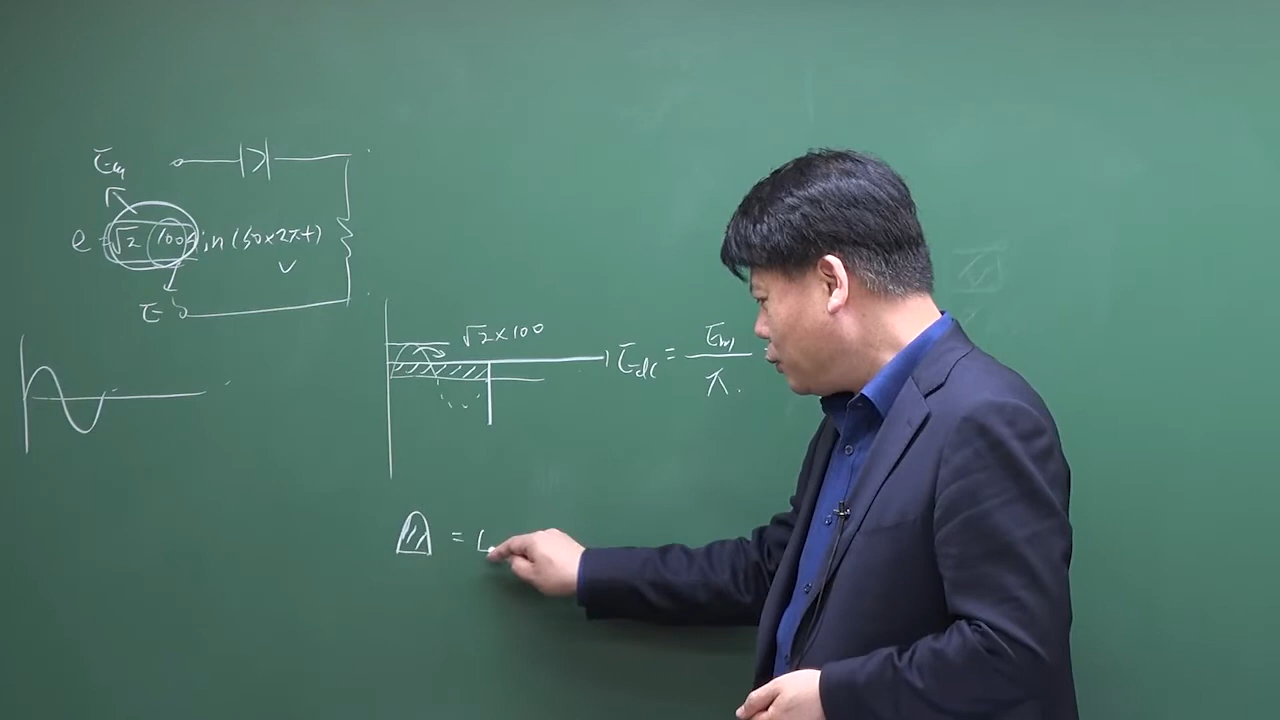 Em
e = √2 100 sin (50×2πt)
V
E
√2 × 100
Edc = Em / π
=